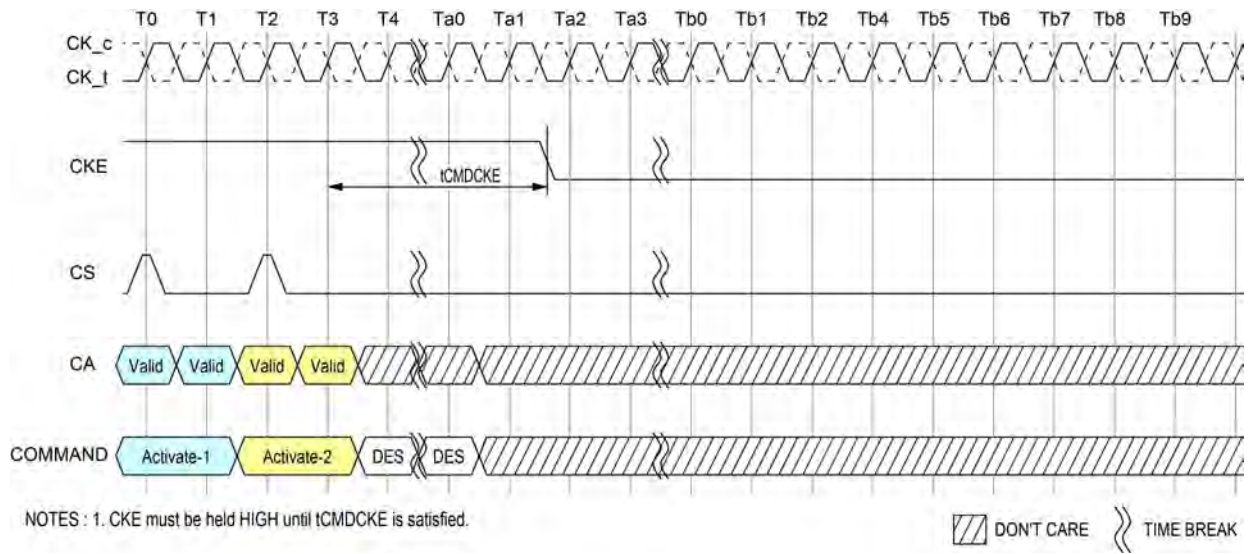 T0 T1 T2 T3 T4 Ta0 Ta1 Ta2 Ta3 Tb0 Tb1 Tb2 Tb4 Tb5 Tb6 Tb7 Tb8 Tb9
CK_c
CK_t
CKE
tCMDCKE
CS
CA Valid Valid Valid Valid
COMMAND Activate-1 Activate-2 DES DES
NOTES : 1. CKE must be held HIGH until tCMDCKE is satisfied.
DON'T CARE TIME BREAK